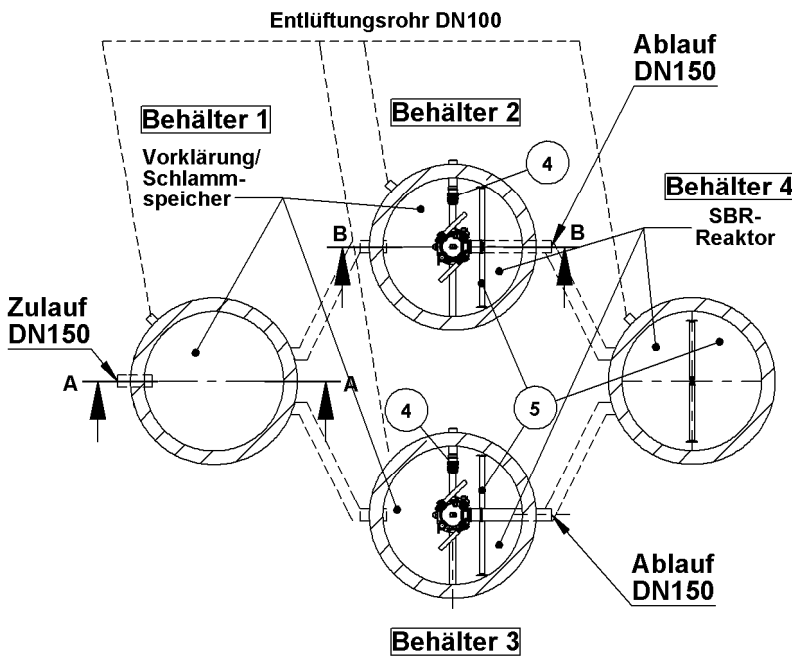 Entlüftungsrohr DN100
Ablauf
DN150
Behälter 1
Behälter 2
Vorklärung/
Schlamm-
speicher
4
Behälter 4
SBR-
Reaktor
B
B
Zulauf
DN150
A
A
4
5
Ablauf
DN150
Behälter 3